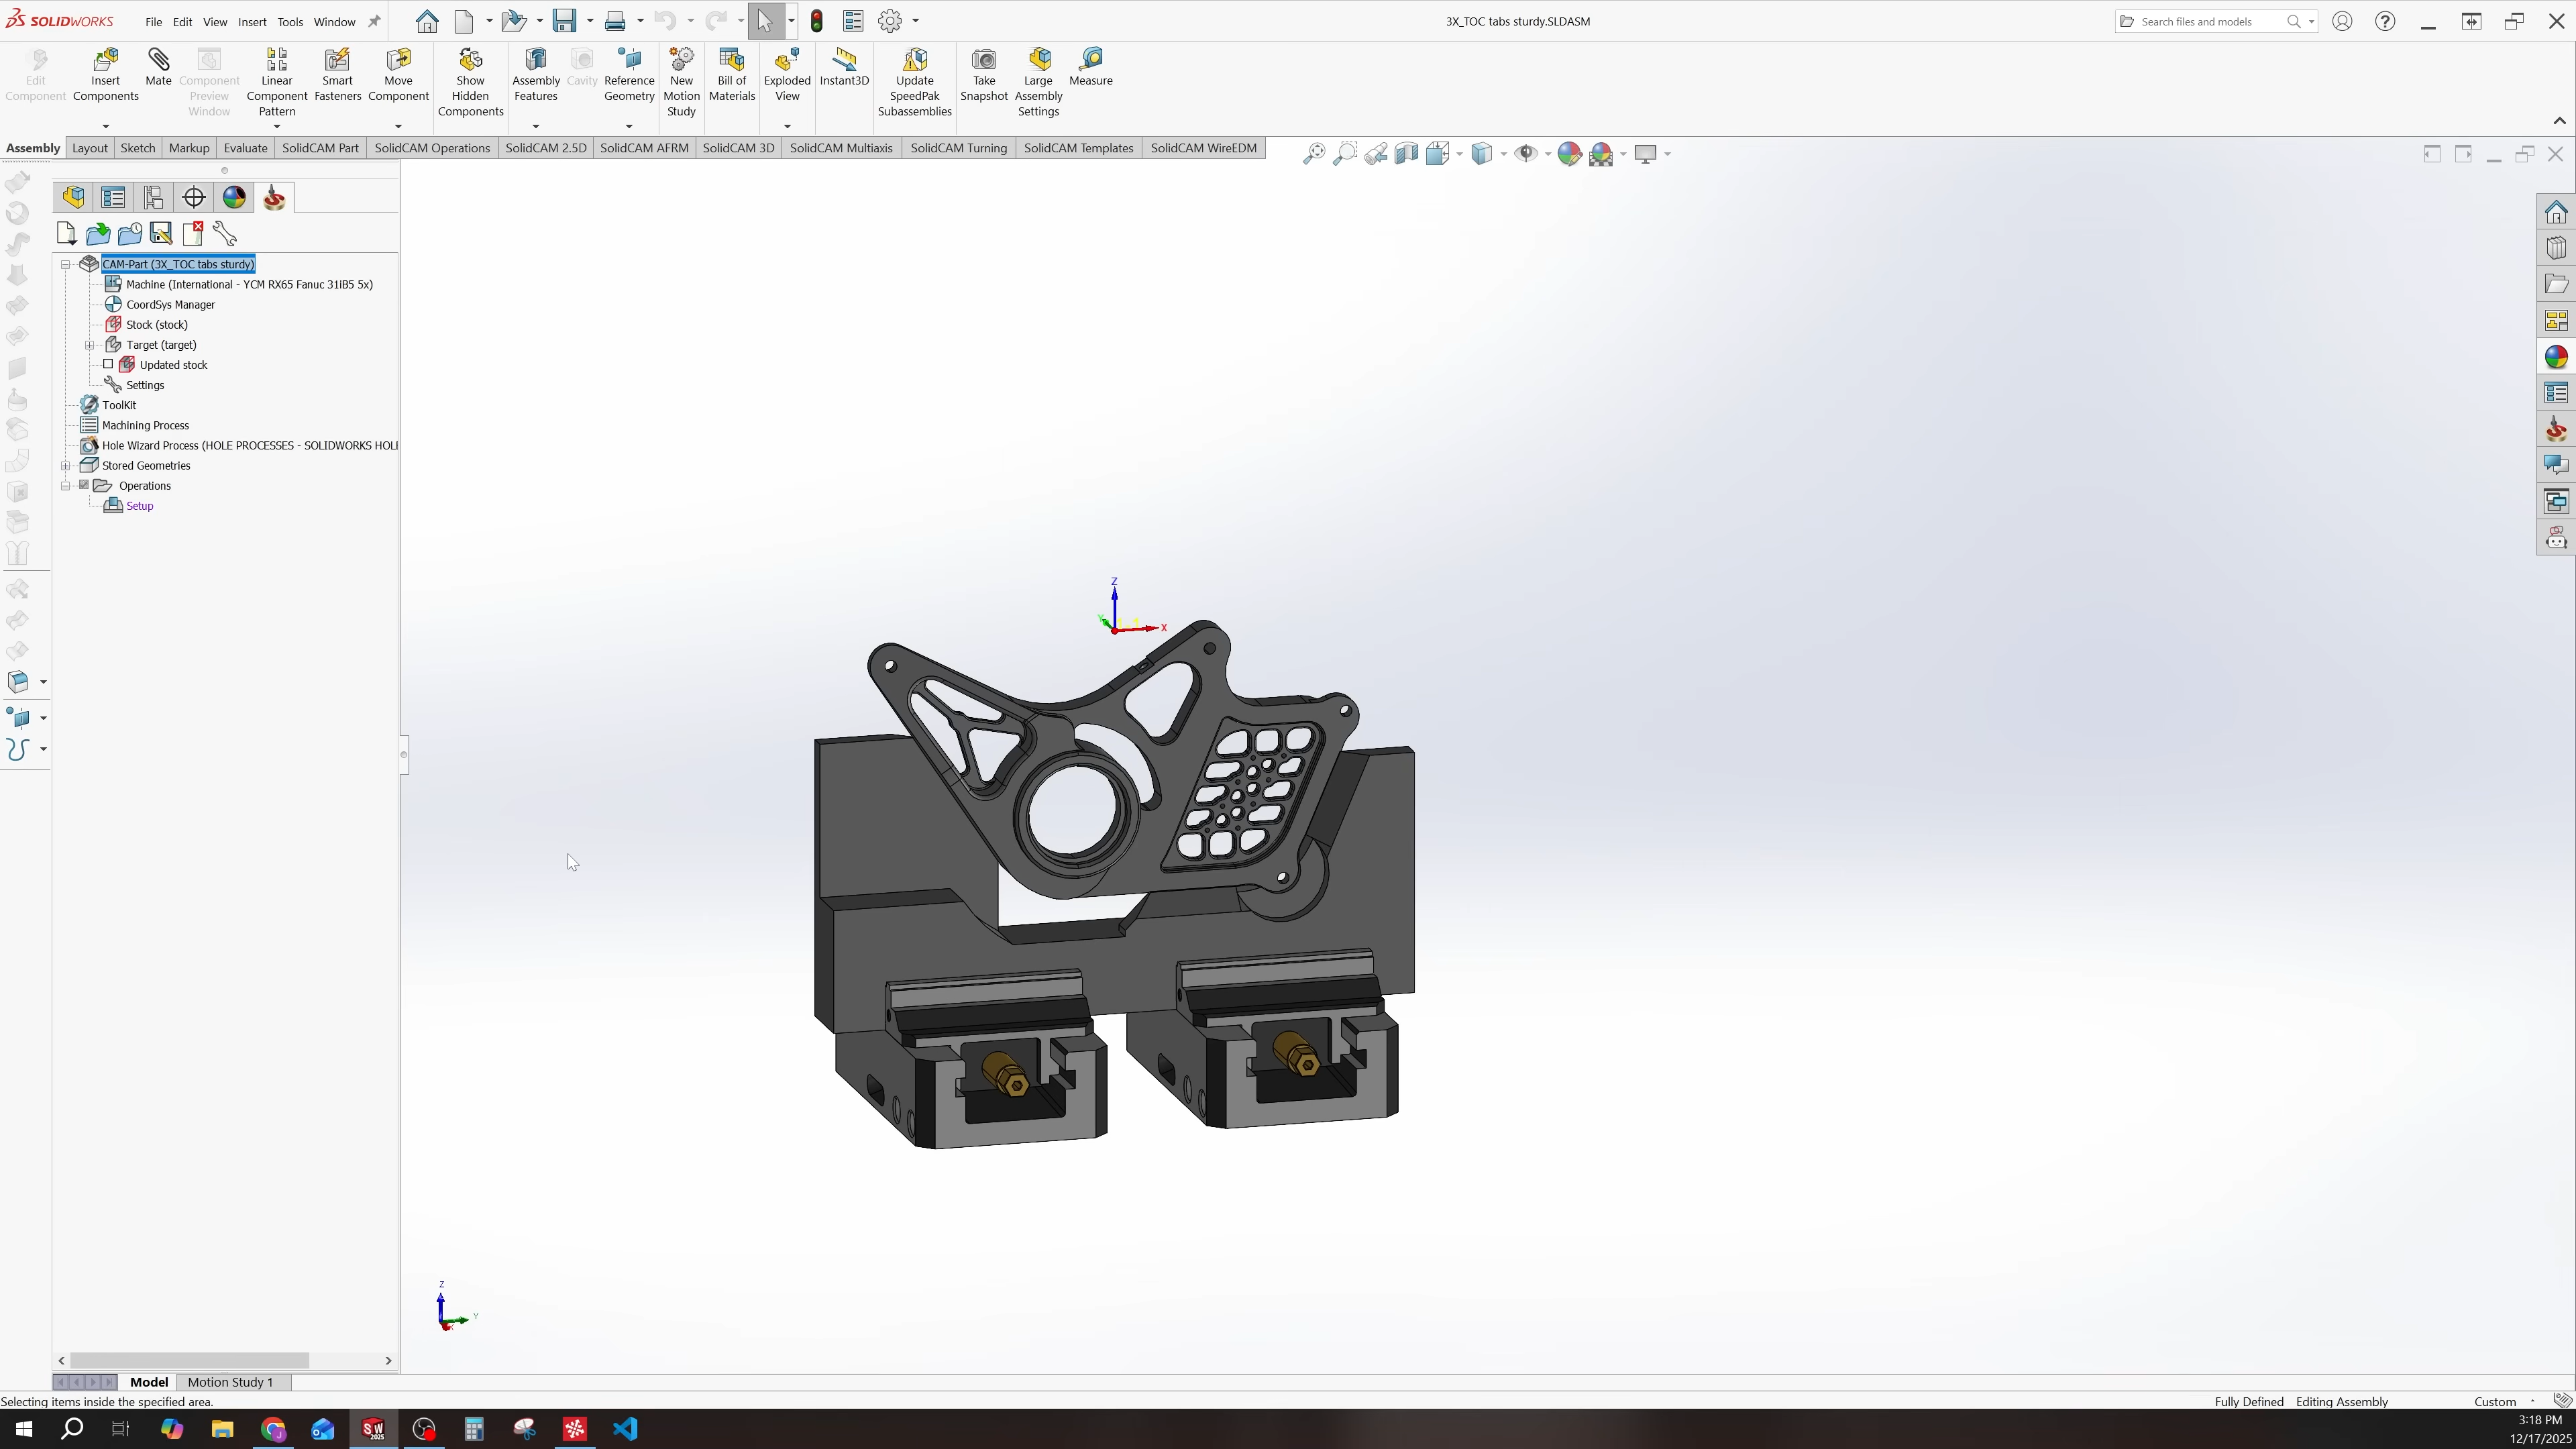 SOLIDWORKS File Edit View Insert Tools Window
3X_TOC tabs sturdy.SLDASM
Search files and models
Edit Component
Insert Components
Mate
Component Preview Window
Linear Component Pattern
Smart Fasteners
Move Component
Show Hidden Components
Assembly Features
Cavity
Reference Geometry
New Motion Study
Bill of Materials
Exploded View
Instant3D
Update SpeedPak Subassemblies
Take Snapshot
Large Assembly Settings
Measure
Assembly Layout Sketch Markup Evaluate SolidCAM Part SolidCAM Operations SolidCAM 2.5D SolidCAM AFRM SolidCAM 3D SolidCAM Multiaxis SolidCAM Turning SolidCAM Templates SolidCAM WireEDM
CAM-Part (3X_TOC tabs sturdy)
Machine (International - YCM RX65 Fanuc 31iB5 5x)
CoordSys Manager
Stock (stock)
Target (target)
Updated stock
Settings
ToolKit
Machining Process
Hole Wizard Process (HOLE PROCESSES - SOLIDWORKS HOL
Stored Geometries
Operations
Setup
Z
X
Z
Y
Model Motion Study 1
Selecting items inside the specified area.
Fully Defined Editing Assembly Custom
SW 2025
3:18 PM
12/17/2025